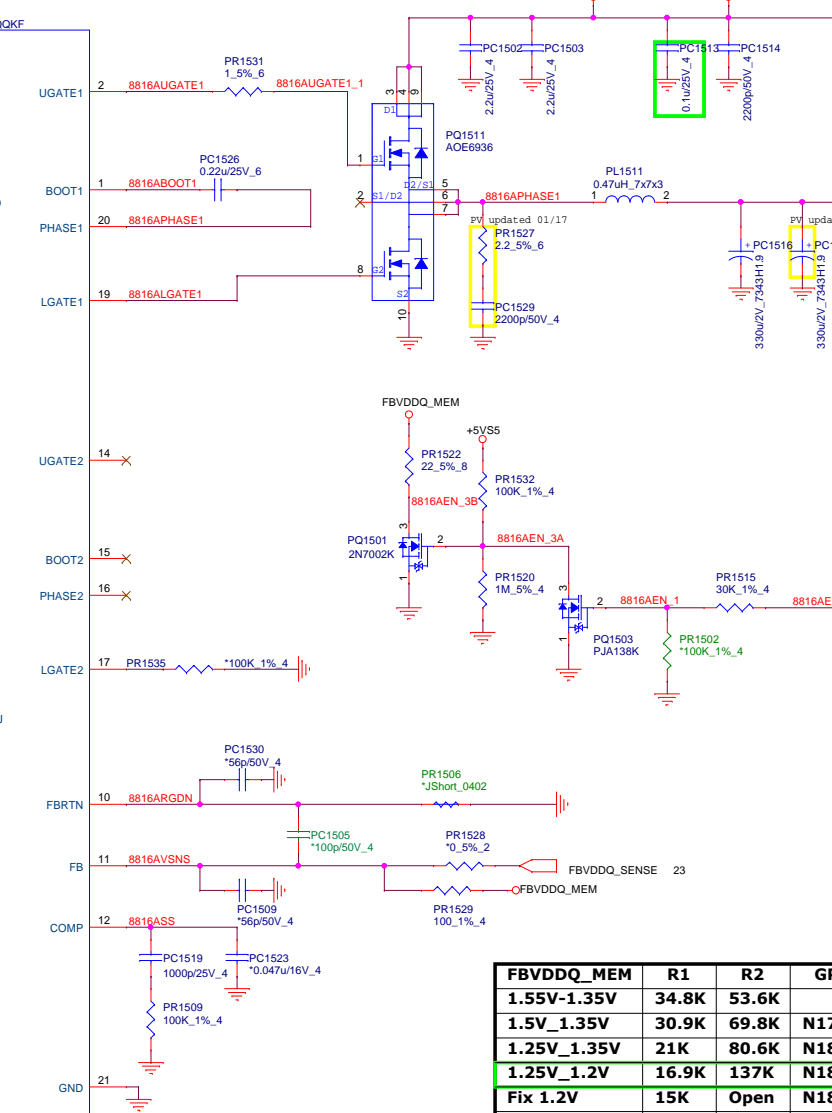 QKF
UGATE1
2
8816AUGATE1
PR1531
1_5%_6
8816AUGATE1_1
3
4
9
D1
PC1502
2.2u/25V_4
PC1503
2.2u/25V_4
PC1513
0.1u/25V_4
PC1514
2200p/50V_4
PQ1511
AOE6936
1
G1
PC1526
0.22u/25V_6
BOOT1
1
8816ABOOT1
PHASE1
20
8816APHASE1
2
S1/D2
D2/S1
5
6
7
8816APHASE1
PL1511
0.47uH_7x7x3
1
2
PV updated 01/17
PR1527
2.2_5%_6
PC1529
2200p/50V_4
PV upda
+
PC1516
330u/2V_7343H1.9
+
PC1
330u/2V_7343H1.9
LGATE1
19
8816ALGATE1
8
G2
S2
10
FBVDDQ_MEM
+5VS5
PR1522
22_5%_8
UGATE2
14
PR1532
100K_1%_4
8816AEN_3B
3
PQ1501
2N7002K
2
8816AEN_3A
1
BOOT2
15
PR1520
1M_5%_4
3
PHASE2
16
2
8816AEN_1
PR1515
30K_1%_4
8816AE
1
PQ1503
PJA138K
PR1502
*100K_1%_4
LGATE2
17
PR1535
*100K_1%_4
PC1530
*56p/50V_4
PR1506
*JShort_0402
FBRTN
10
8816ARGDN
PC1505
*100p/50V_4
PR1528
*0_5%_2
FB
11
8816AVSNS
FBVDDQ_SENSE 23
FBVDDQ_MEM
PC1509
*56p/50V_4
PR1529
100_1%_4
COMP
12
8816ASS
PC1519
1000p/25V_4
PC1523
*0.047u/16V_4
PR1509
100K_1%_4
GND
21
FBVDDQ_MEM R1 R2
1.55V-1.35V 34.8K 53.6K
1.5V_1.35V 30.9K 69.8K N17
1.25V_1.35V 21K 80.6K N18
1.25V_1.2V 16.9K 137K N18
Fix 1.2V 15K Open N18